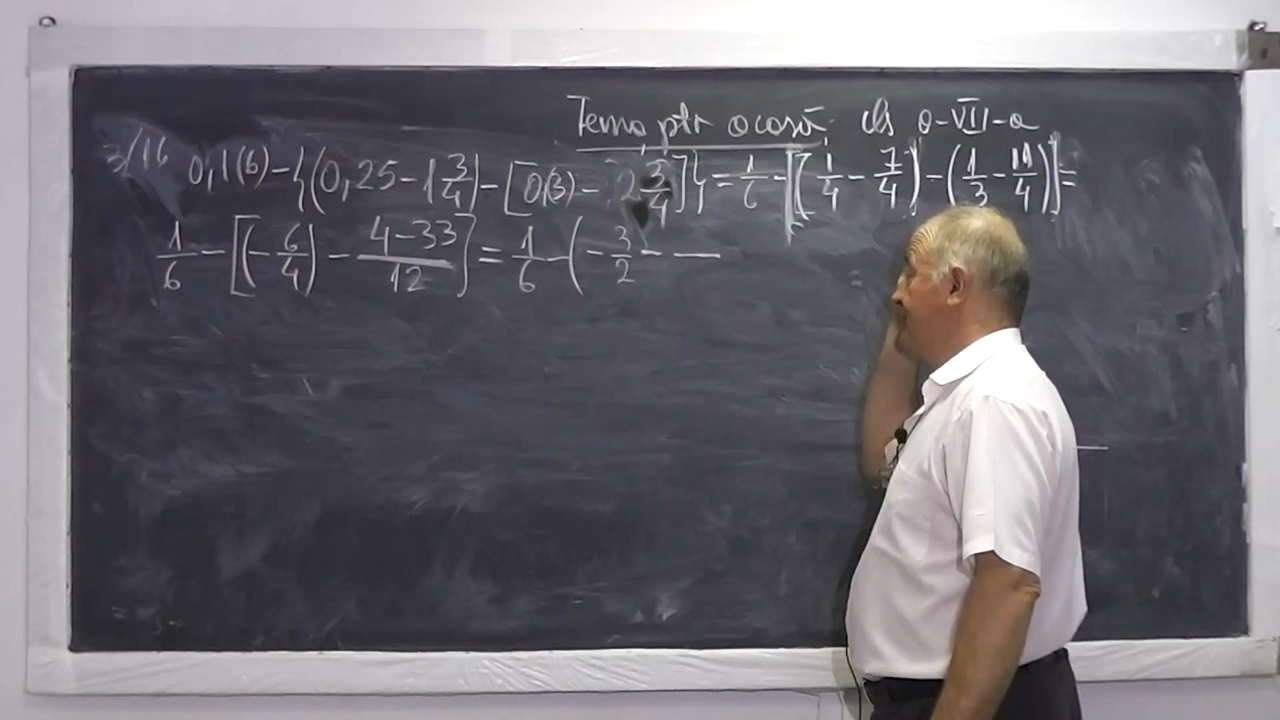 Temă ptr acasă cls a-VII-a
3/16 0,1(6)-{(0,25-1 3/4)-[0,(3)-2 3/4]}=1/6-[(1/4-7/4)-(1/3-11/4)]=
1/6-[(-6/4)-(4-33)/12]=1/6-(-3/2-